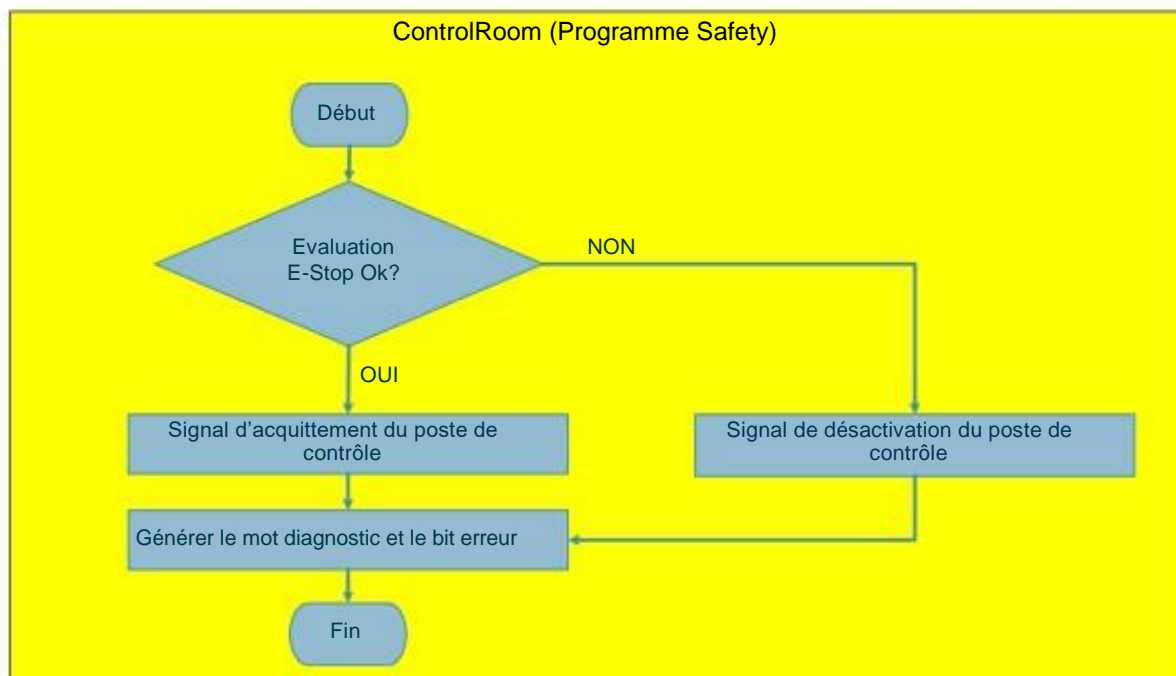 ControlRoom (Programme Safety)
Début
Evaluation
E-Stop Ok?
NON
OUI
Signal d’acquittement du poste de
contrôle
Signal de désactivation du poste de
contrôle
Générer le mot diagnostic et le bit erreur
Fin